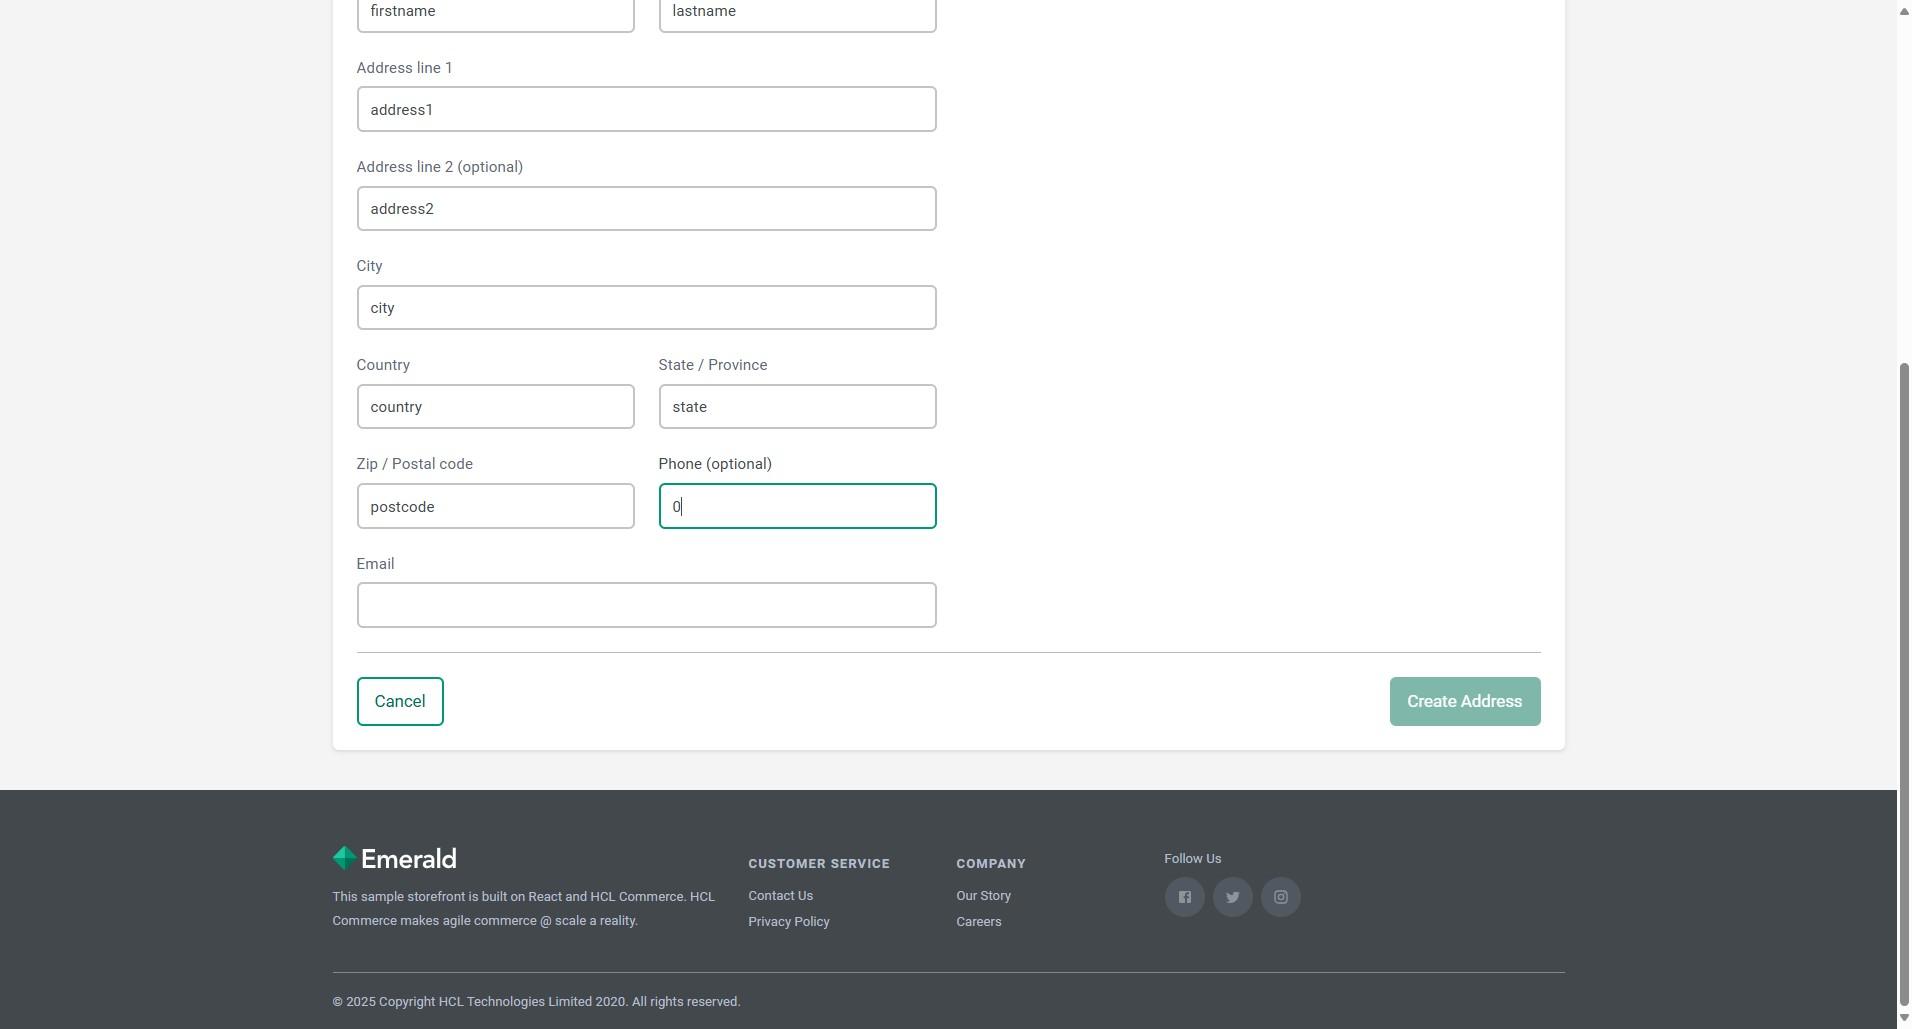 firstname lastname
Address line 1
address1
Address line 2 (optional)
address2
City
city
Country State / Province
country state
Zip / Postal code Phone (optional)
postcode 0
Email
Cancel Create Address
Emerald
This sample storefront is built on React and HCL Commerce. HCL
Commerce makes agile commerce @ scale a reality.
CUSTOMER SERVICE
Contact Us
Privacy Policy
COMPANY
Our Story
Careers
Follow Us
© 2025 Copyright HCL Technologies Limited 2020. All rights reserved.